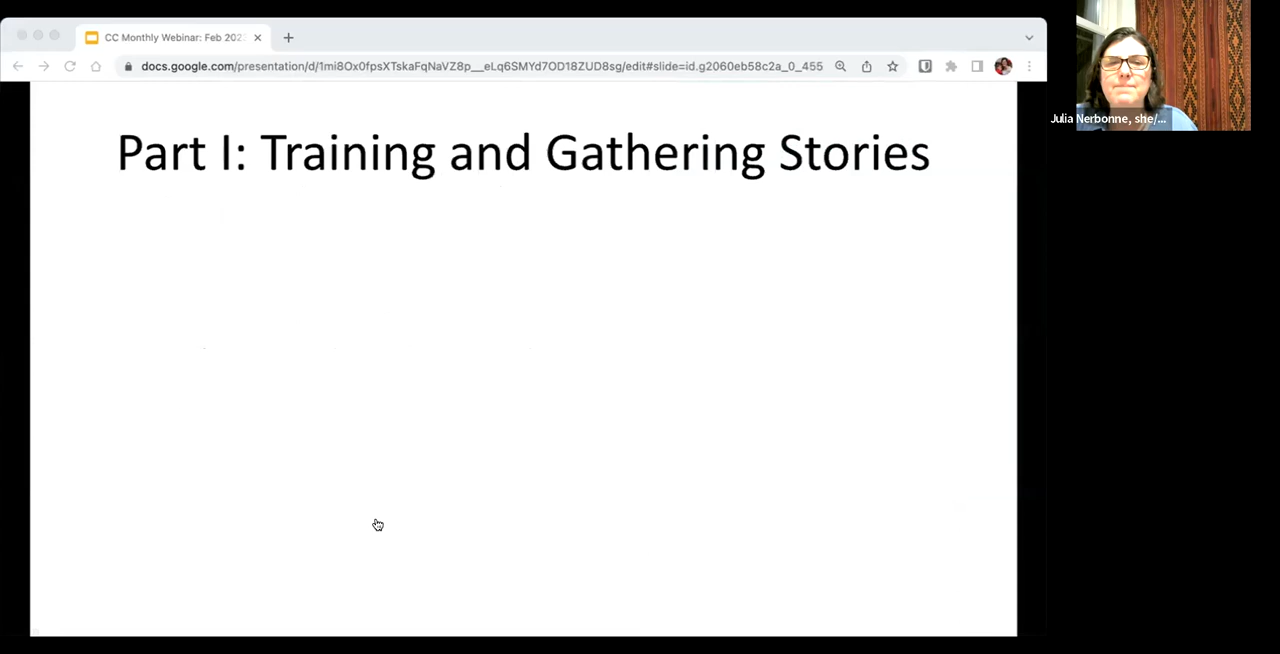 CC Monthly Webinar: Feb 202
docs.google.com/presentation/d/1mi8Ox0fpsXTskaFqNaVZ8p__eLq6SMYd7OD18ZUD8sg/edit#slide=id.g2060eb58c2a_0_455
Part I: Training and Gathering Stories
Julia Nerbonne, she/...